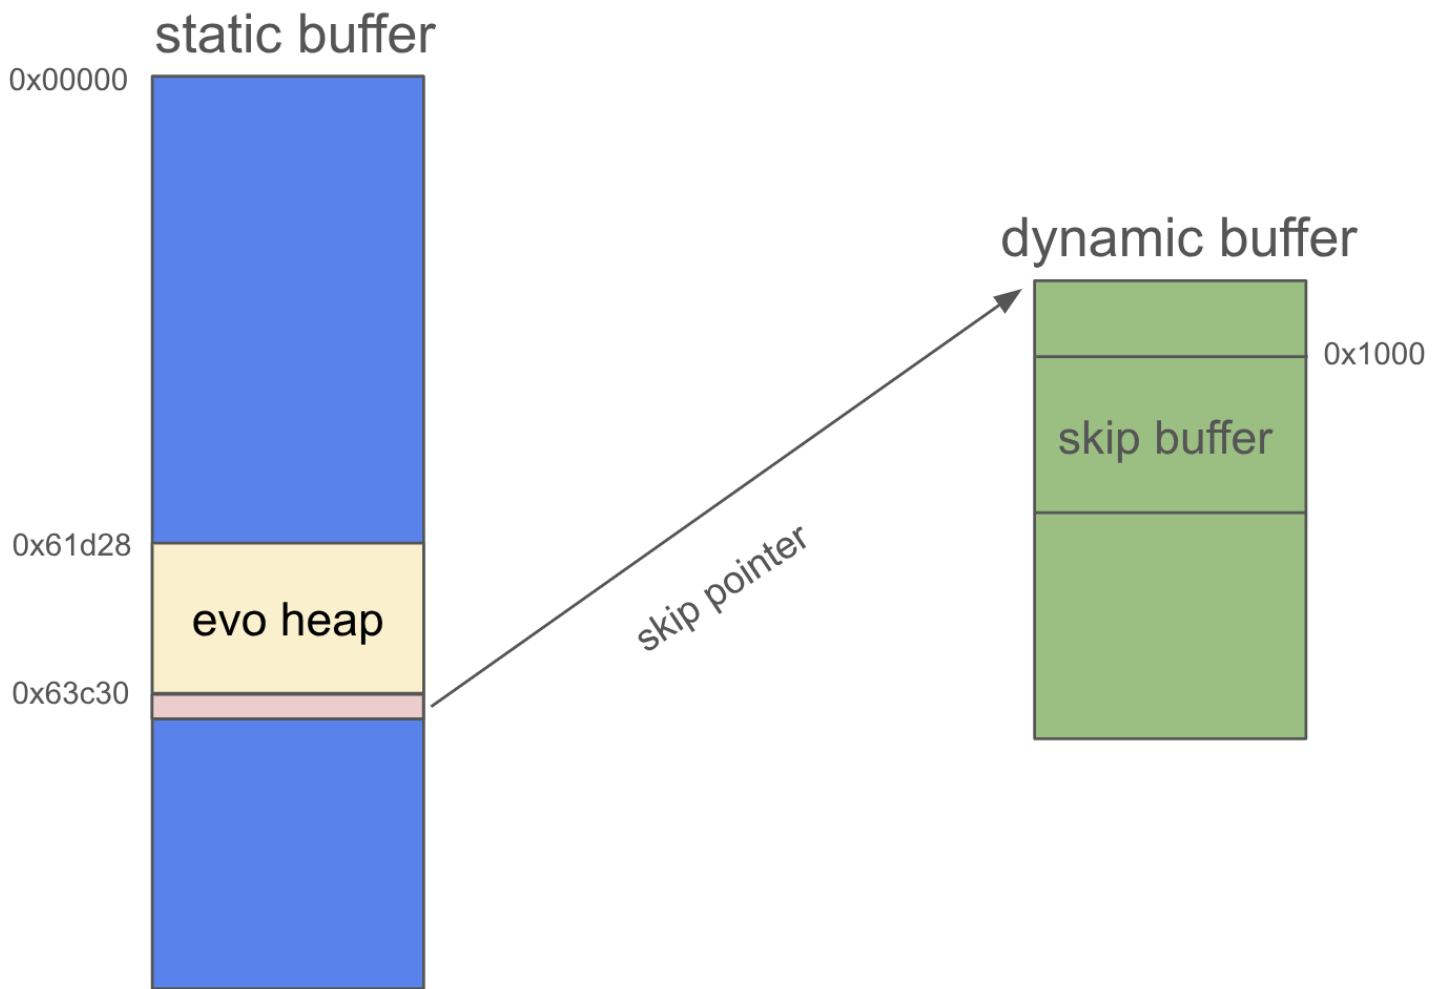 static buffer
0x00000
dynamic buffer
0x1000
skip buffer
skip pointer
0x61d28
evo heap
0x63c30